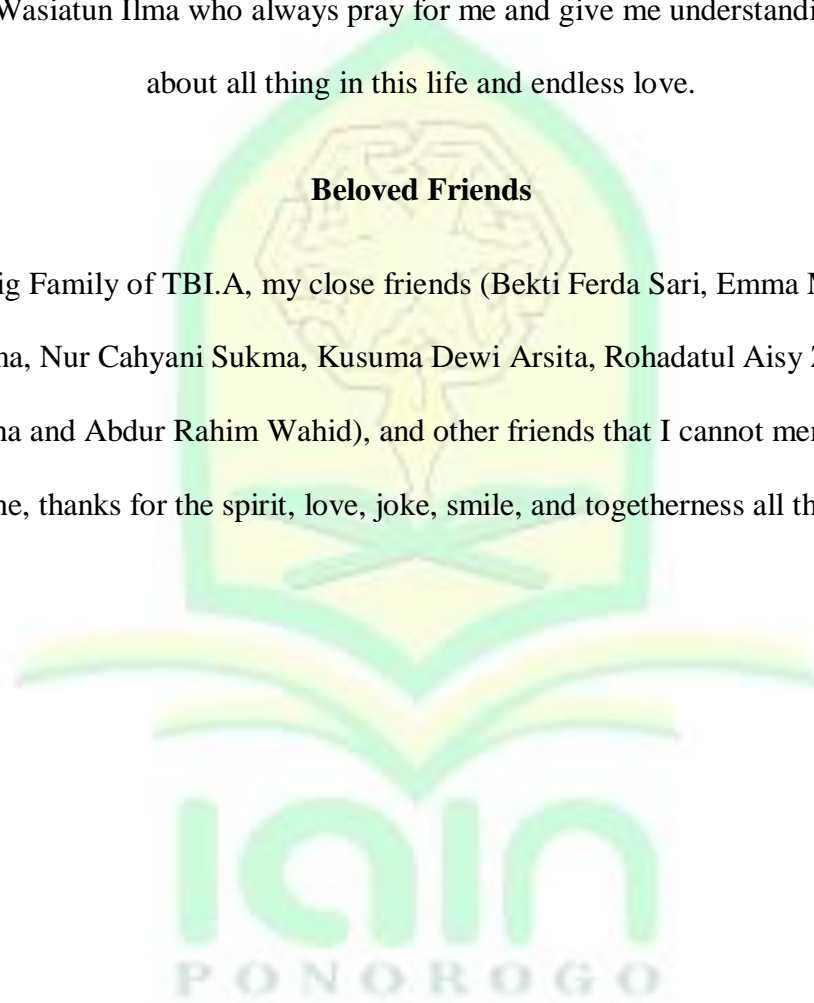 Wasiatun Ilma who always pray for me and give me understandi
about all thing in this life and endless love.
Beloved Friends
ig Family of TBI.A, my close friends (Bekti Ferda Sari, Emma
na, Nur Cahyani Sukma, Kusuma Dewi Arsita, Rohadatul Aisy
na and Abdur Rahim Wahid), and other friends that I cannot mer
ne, thanks for the spirit, love, joke, smile, and togetherness all th
iain
PONOROGO